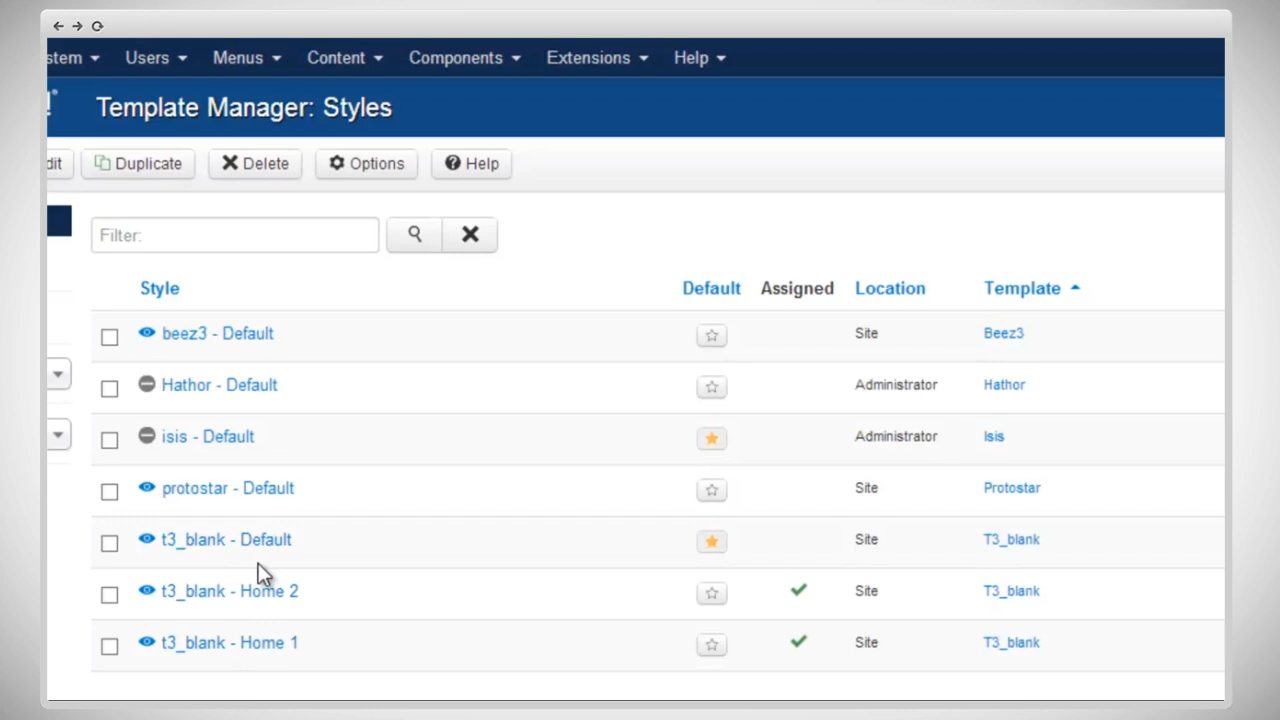 stem Users Menus Content Components Extensions Help
!® Template Manager: Styles
dit Duplicate Delete Options Help
Filter:
Style Default Assigned Location Template
beez3 - Default Site Beez3
Hathor - Default Administrator Hathor
isis - Default Administrator Isis
protostar - Default Site Protostar
t3_blank - Default Site T3_blank
t3_blank - Home 2 Site T3_blank
t3_blank - Home 1 Site T3_blank